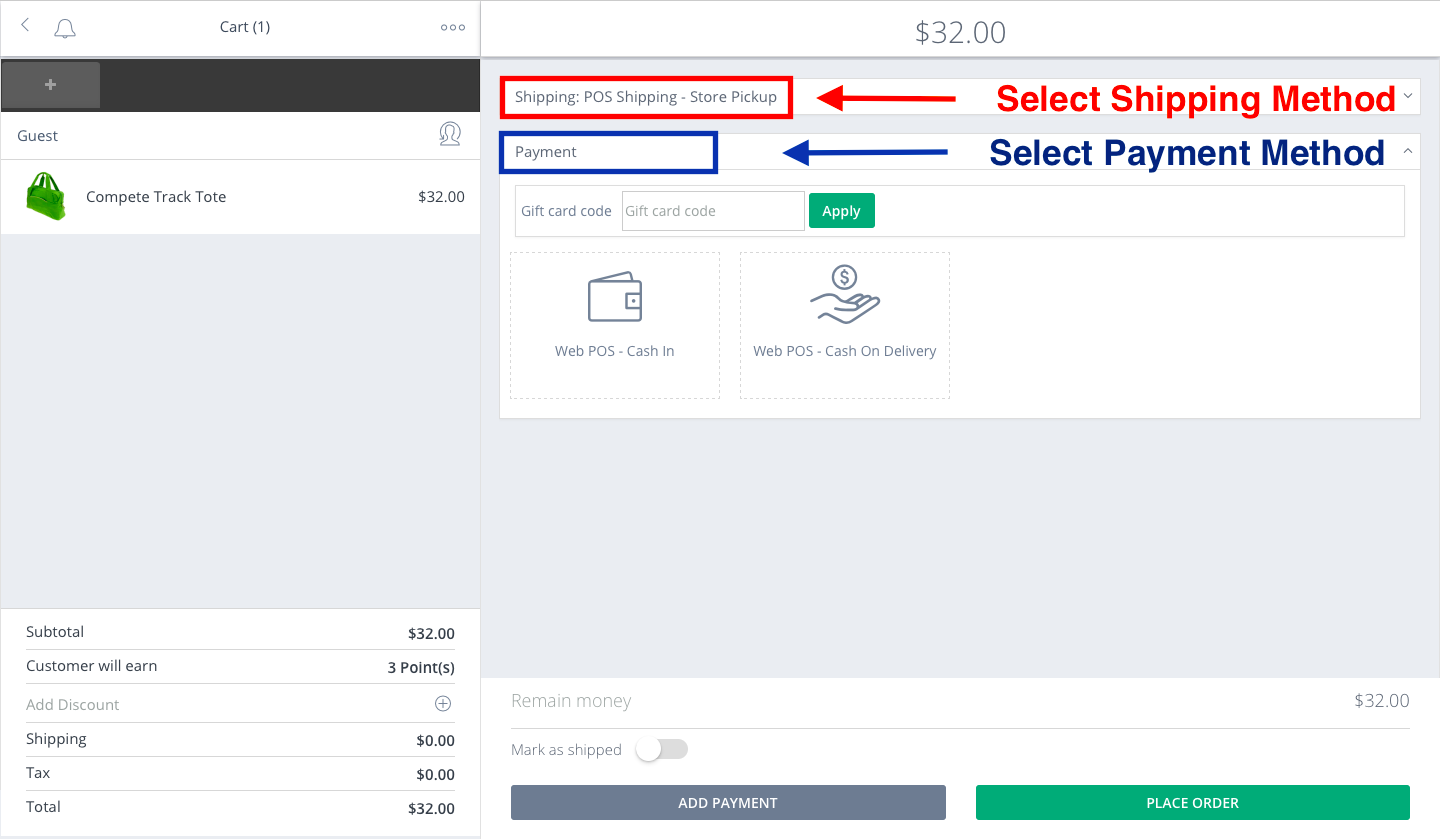 Cart (1)
$32.00
+
Guest
Compete Track Tote $32.00
Subtotal $32.00
Customer will earn 3 Point(s)
Add Discount
Shipping $0.00
Tax $0.00
Total $32.00
Shipping: POS Shipping - Store Pickup
Select Shipping Method
Payment
Select Payment Method
Gift card code Gift card code Apply
$
Web POS - Cash In
Web POS - Cash On Delivery
Remain money $32.00
Mark as shipped
ADD PAYMENT PLACE ORDER